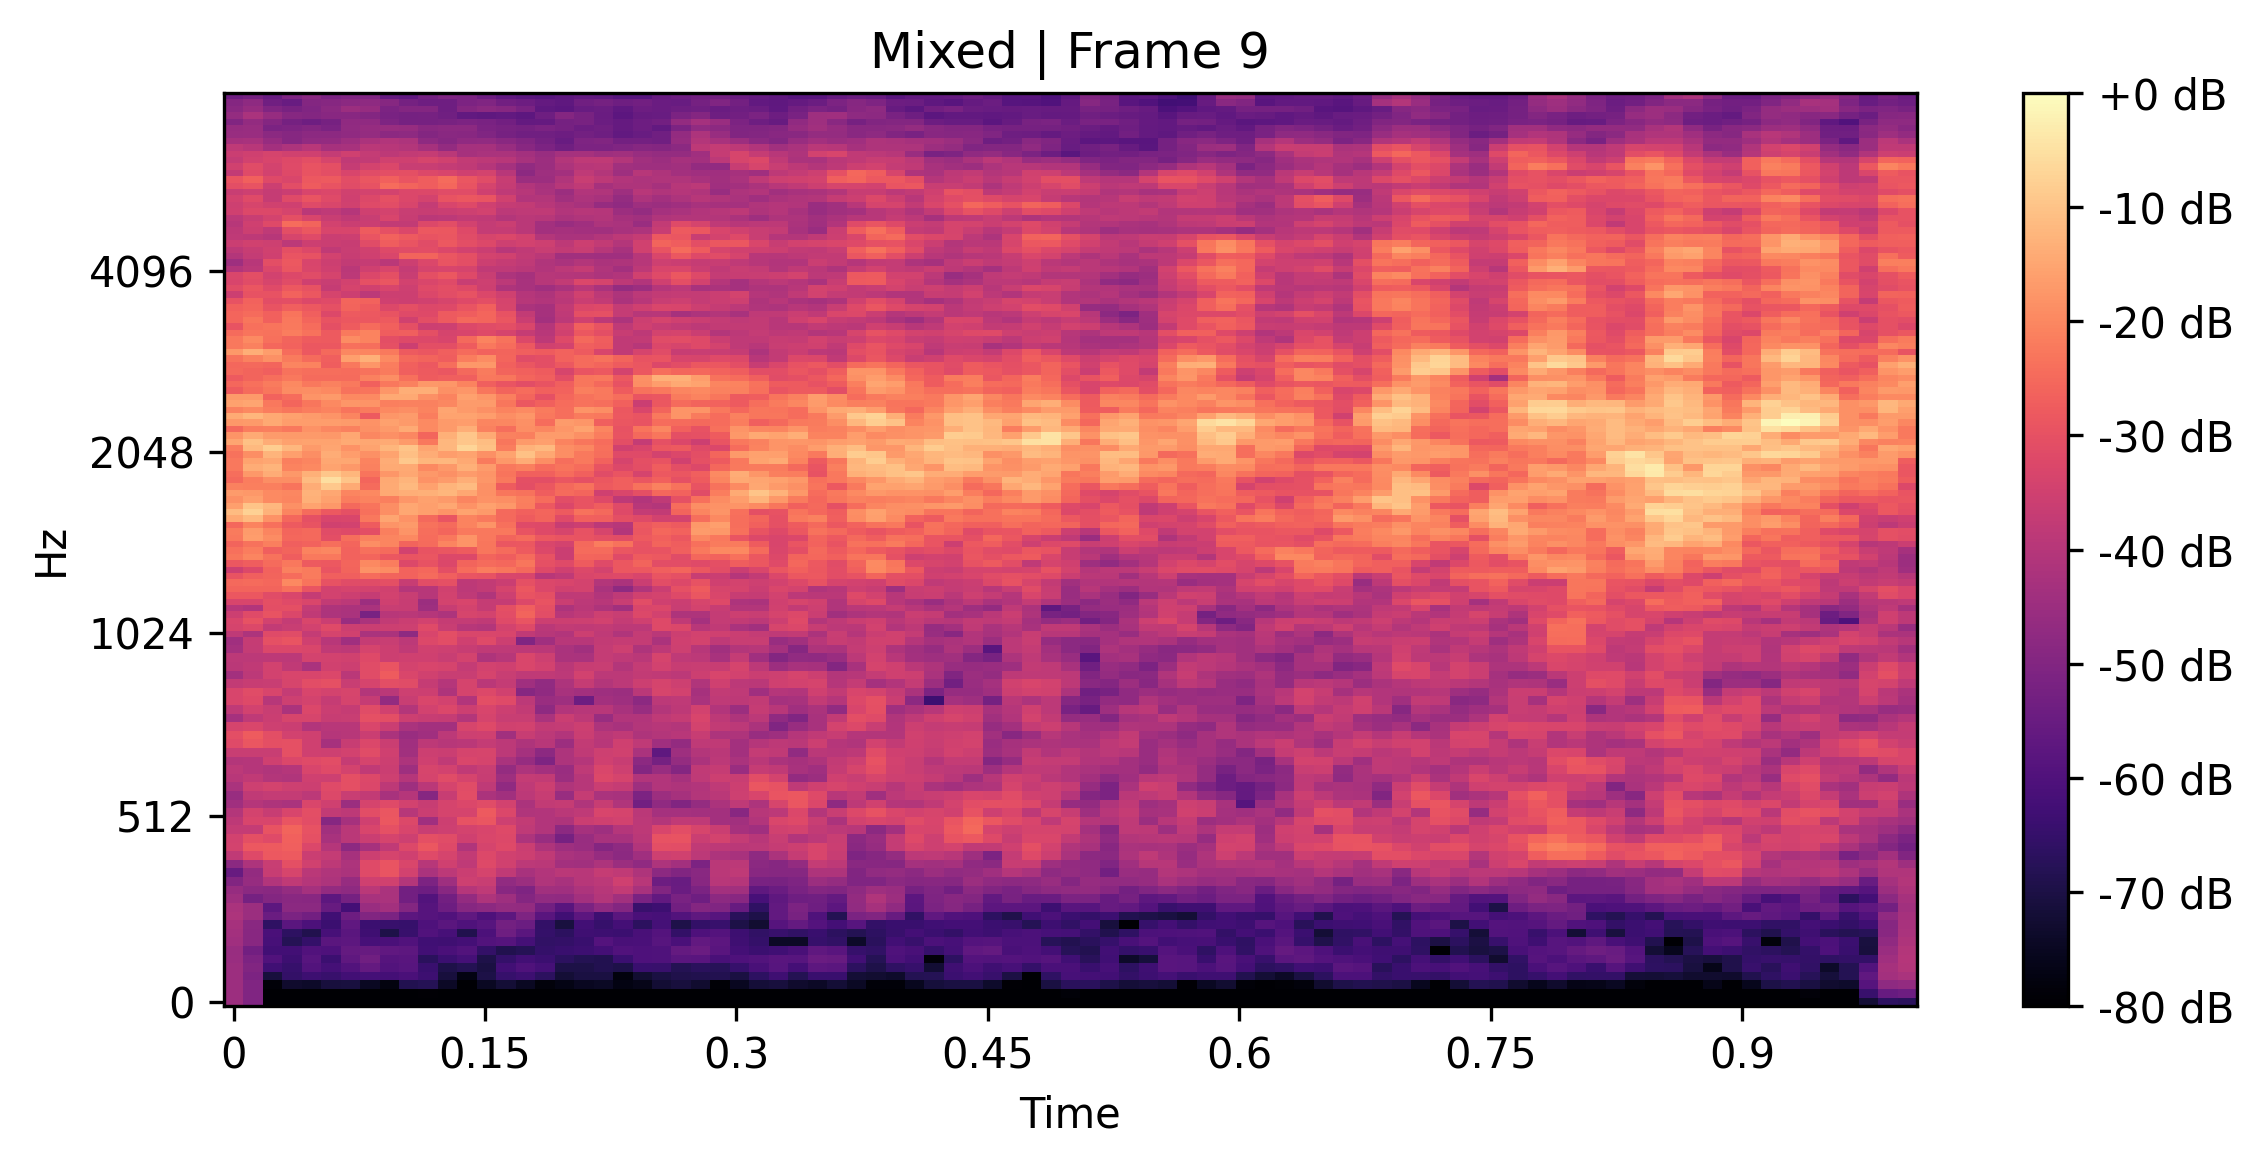 Mixed | Frame 9
+0 dB
-10 dB
-20 dB
-30 dB
-40 dB
-50 dB
-60 dB
-70 dB
-80 dB
Hz
4096
2048
1024
512
0
0 0.15 0.3 0.45 0.6 0.75 0.9
Time